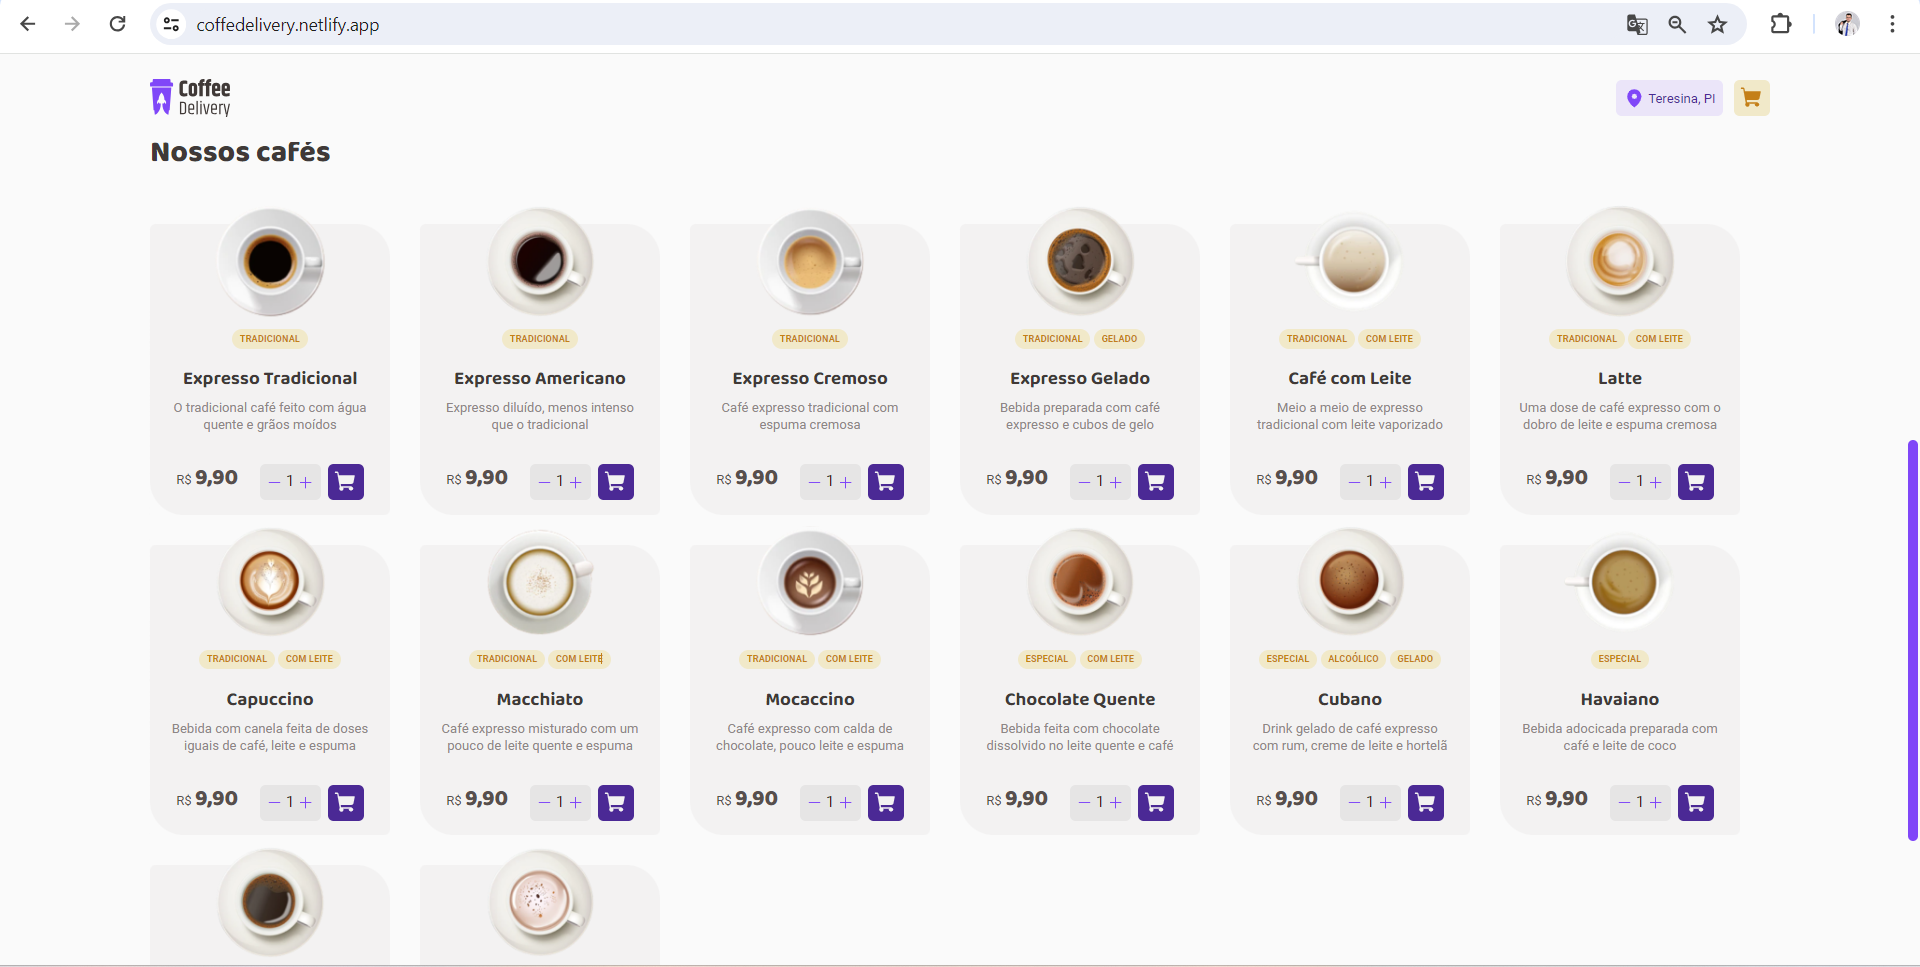 coffedelivery.netlify.app
Coffee
Delivery
Teresina, PI
Nossos cafés
TRADICIONAL
Expresso Tradicional
O tradicional café feito com água
quente e grãos moídos
R$ 9,90 — 1 +
TRADICIONAL
Expresso Americano
Expresso diluído, menos intenso
que o tradicional
R$ 9,90 — 1 +
TRADICIONAL
Expresso Cremoso
Café expresso tradicional com
espuma cremosa
R$ 9,90 — 1 +
TRADICIONAL GELADO
Expresso Gelado
Bebida preparada com café
expresso e cubos de gelo
R$ 9,90 — 1 +
TRADICIONAL COM LEITE
Café com Leite
Meio a meio de expresso
tradicional com leite vaporizado
R$ 9,90 — 1 +
TRADICIONAL COM LEITE
Latte
Uma dose de café expresso com o
dobro de leite e espuma cremosa
R$ 9,90 — 1 +
TRADICIONAL COM LEITE
Capuccino
Bebida com canela feita de doses
iguais de café, leite e espuma
R$ 9,90 — 1 +
TRADICIONAL COM LEITE
Macchiato
Café expresso misturado com um
pouco de leite quente e espuma
R$ 9,90 — 1 +
TRADICIONAL COM LEITE
Mocaccino
Café expresso com calda de
chocolate, pouco leite e espuma
R$ 9,90 — 1 +
ESPECIAL COM LEITE
Chocolate Quente
Bebida feita com chocolate
dissolvido no leite quente e café
R$ 9,90 — 1 +
ESPECIAL ALCOÓLICO GELADO
Cubano
Drink gelado de café expresso
com rum, creme de leite e hortelã
R$ 9,90 — 1 +
ESPECIAL
Havaiano
Bebida adocicada preparada com
café e leite de coco
R$ 9,90 — 1 +